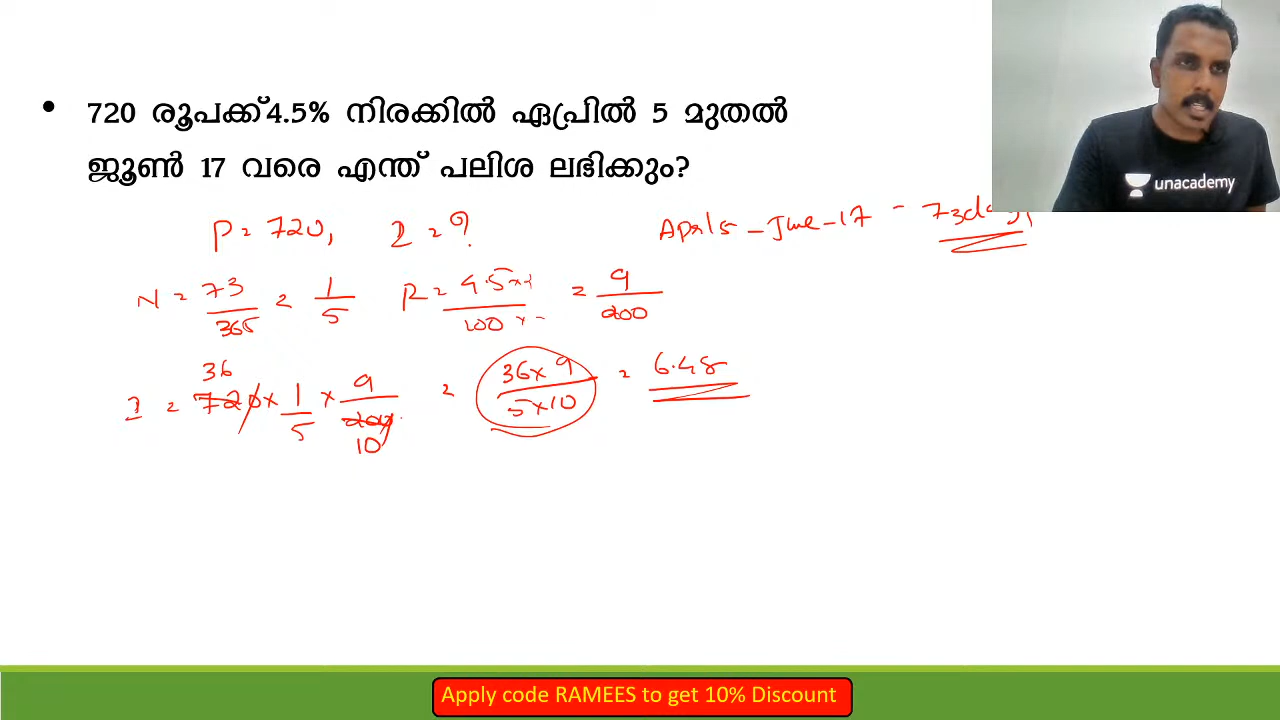 • 720 രൂപക്ക്4.5% നിരക്കിൽ ഏപ്രിൽ 5 മുതൽ
ജൂൺ 17 വരെ എന്ത് പലിശ ലഭിക്കും?
unacademy
P = 720, I = ?
April 5 - June - 17 = 73 days
N = 73/365 = 1/5 R = 4.5×2/100× = 9/200
I = 720 × 1/5 × 9/200 = 36×9/5×10 = 6.48
36
10
Apply code RAMEES to get 10% Discount